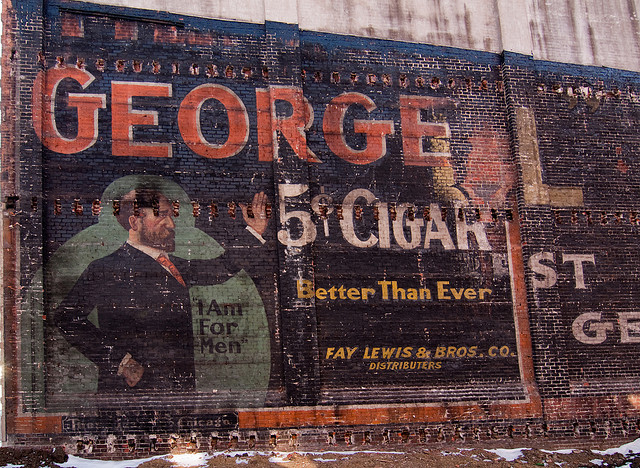 GEORGE
L
5¢ CIGAR
ST
Better Than Ever
GE
"I Am
For
Men"
FAY LEWIS & BROS. CO.
DISTRIBUTERS